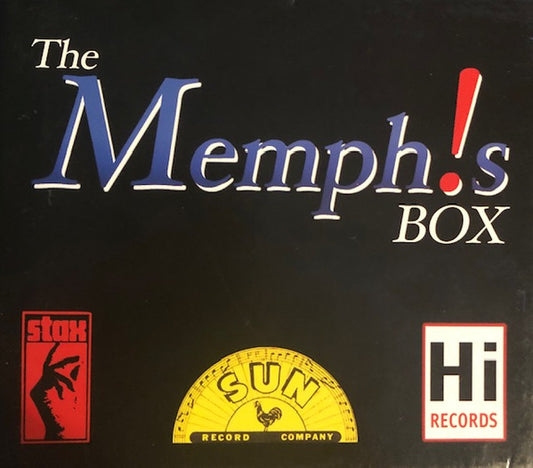 The
Memph!s
BOX
stax
SUN
RECORD COMPANY
Hi
RECORDS